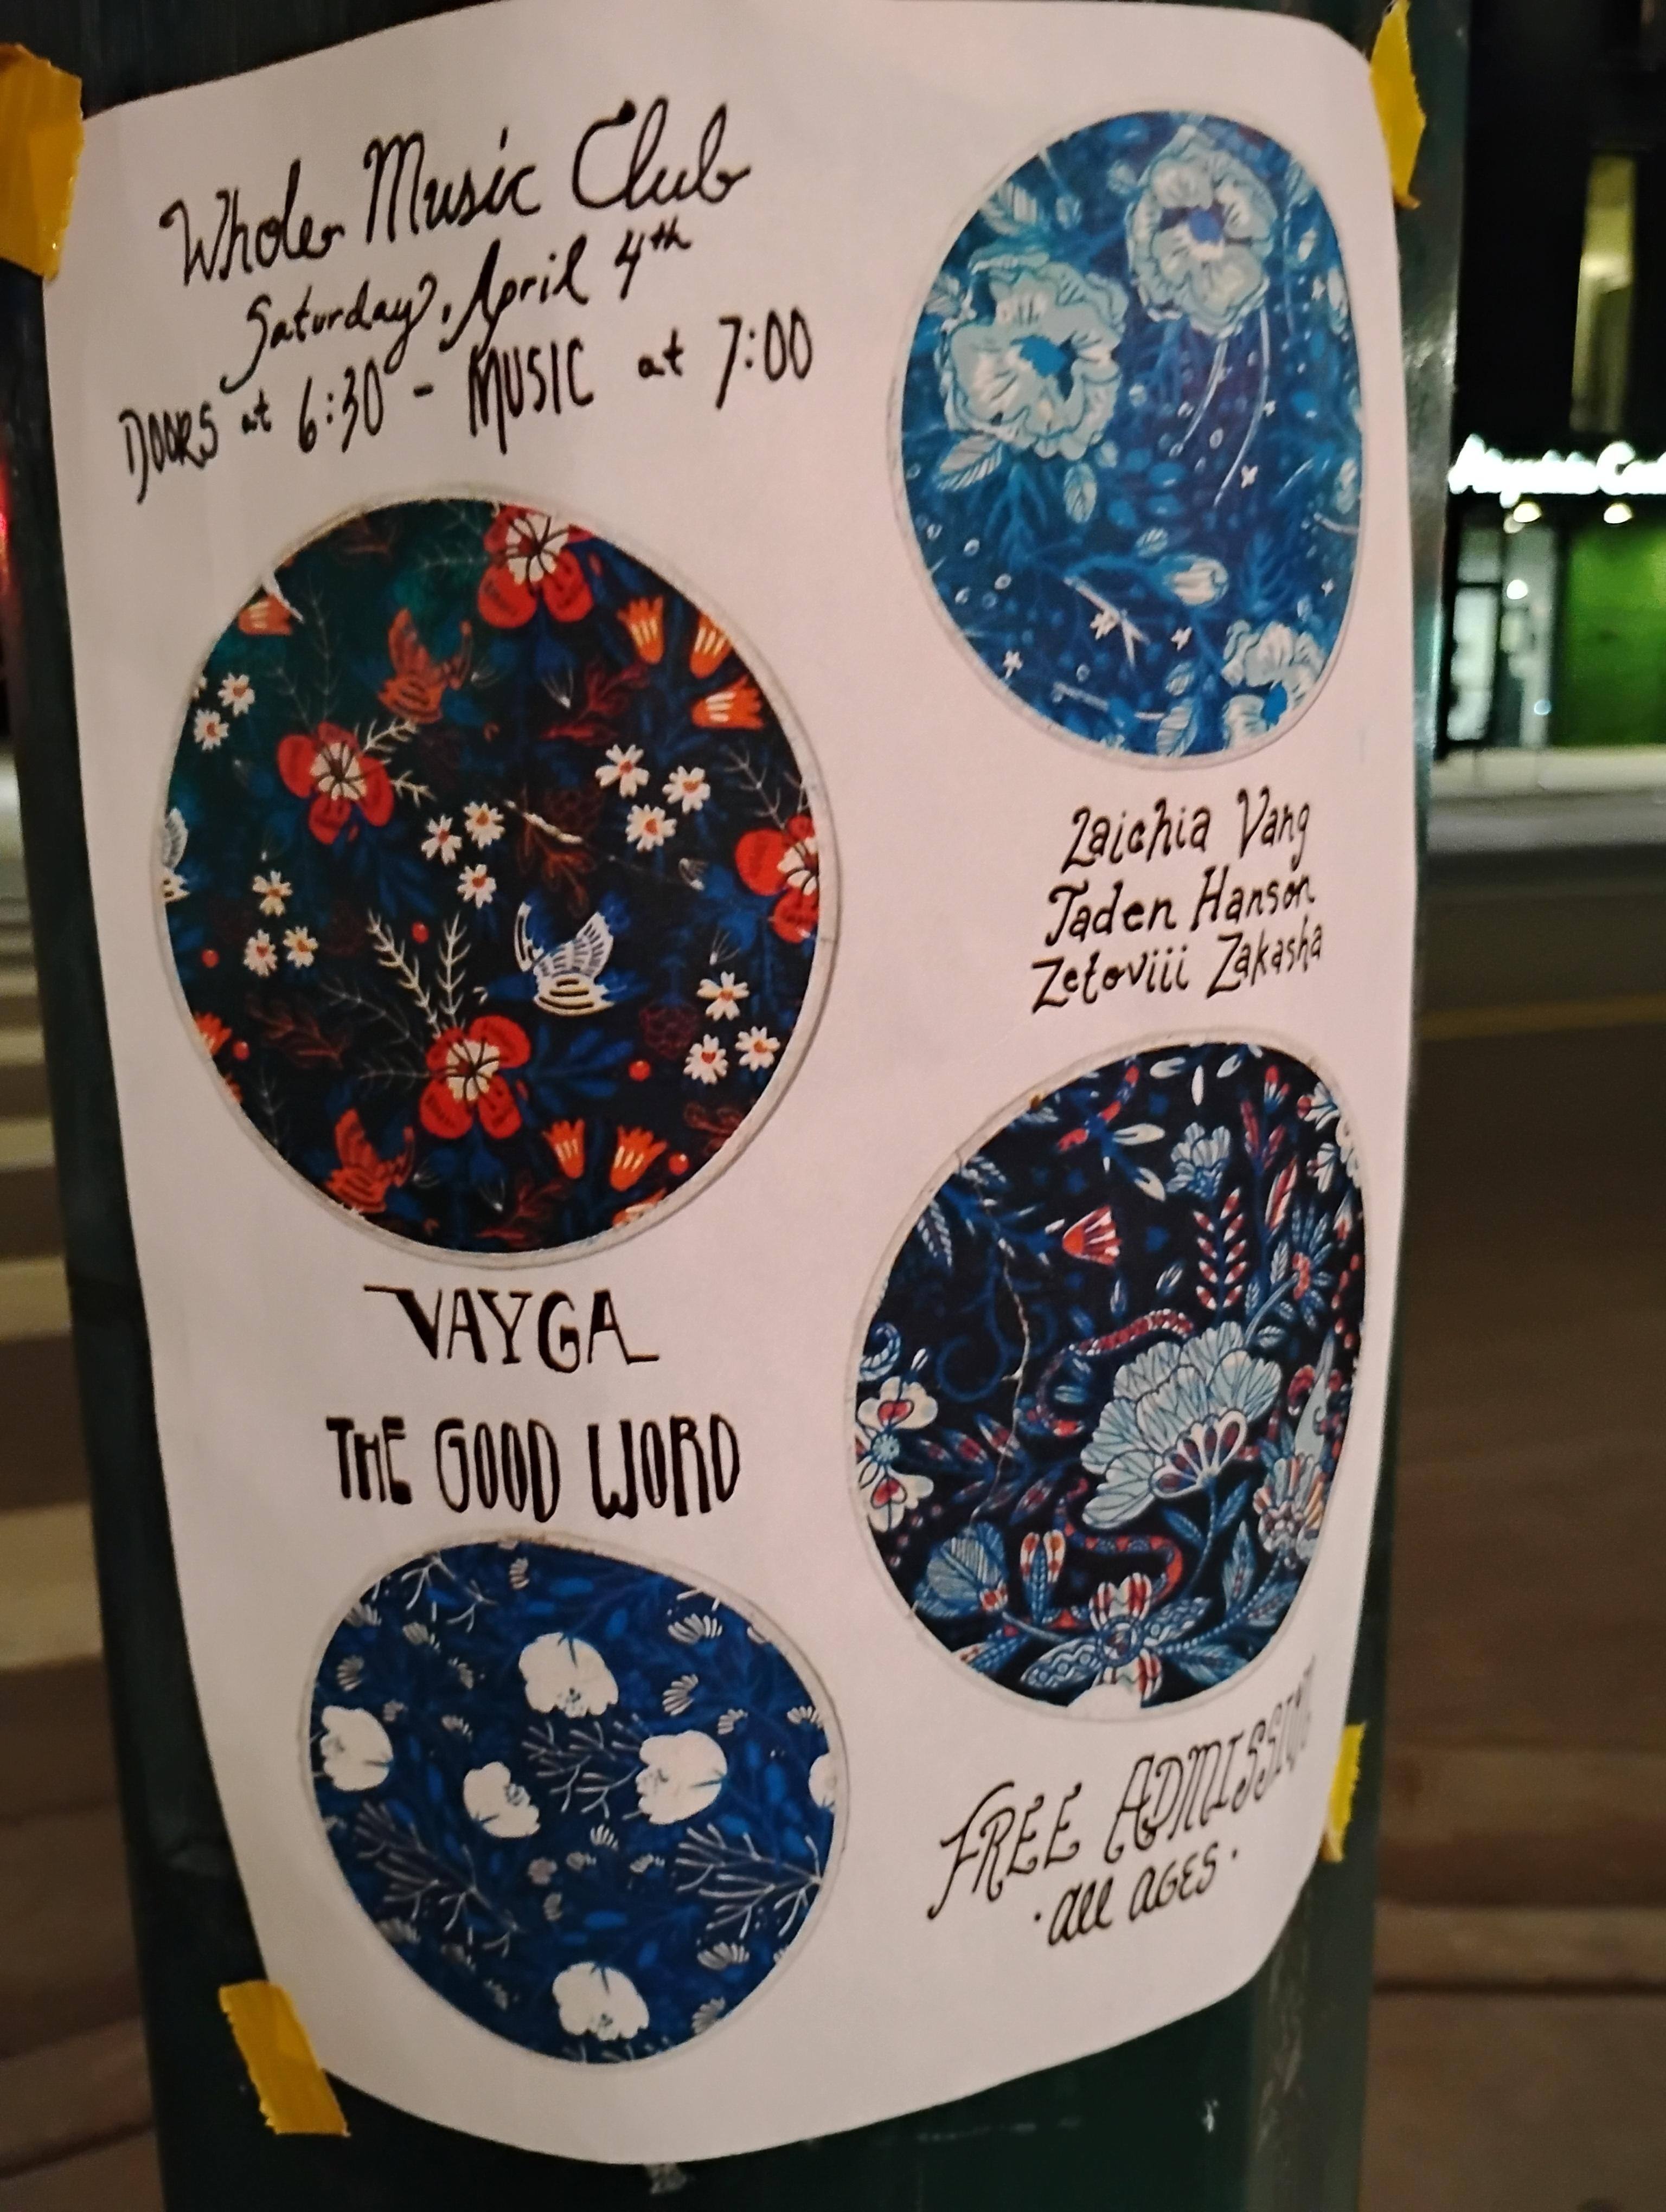 Whole Music Club
Saturday, April 4th
DOORS at 6:30 - MUSIC at 7:00
Laichia Vang
Jaden Hanson
Zetoviii Zakasha
VAYGA
THE GOOD WORD
FREE ADMISSION
·all AGES·